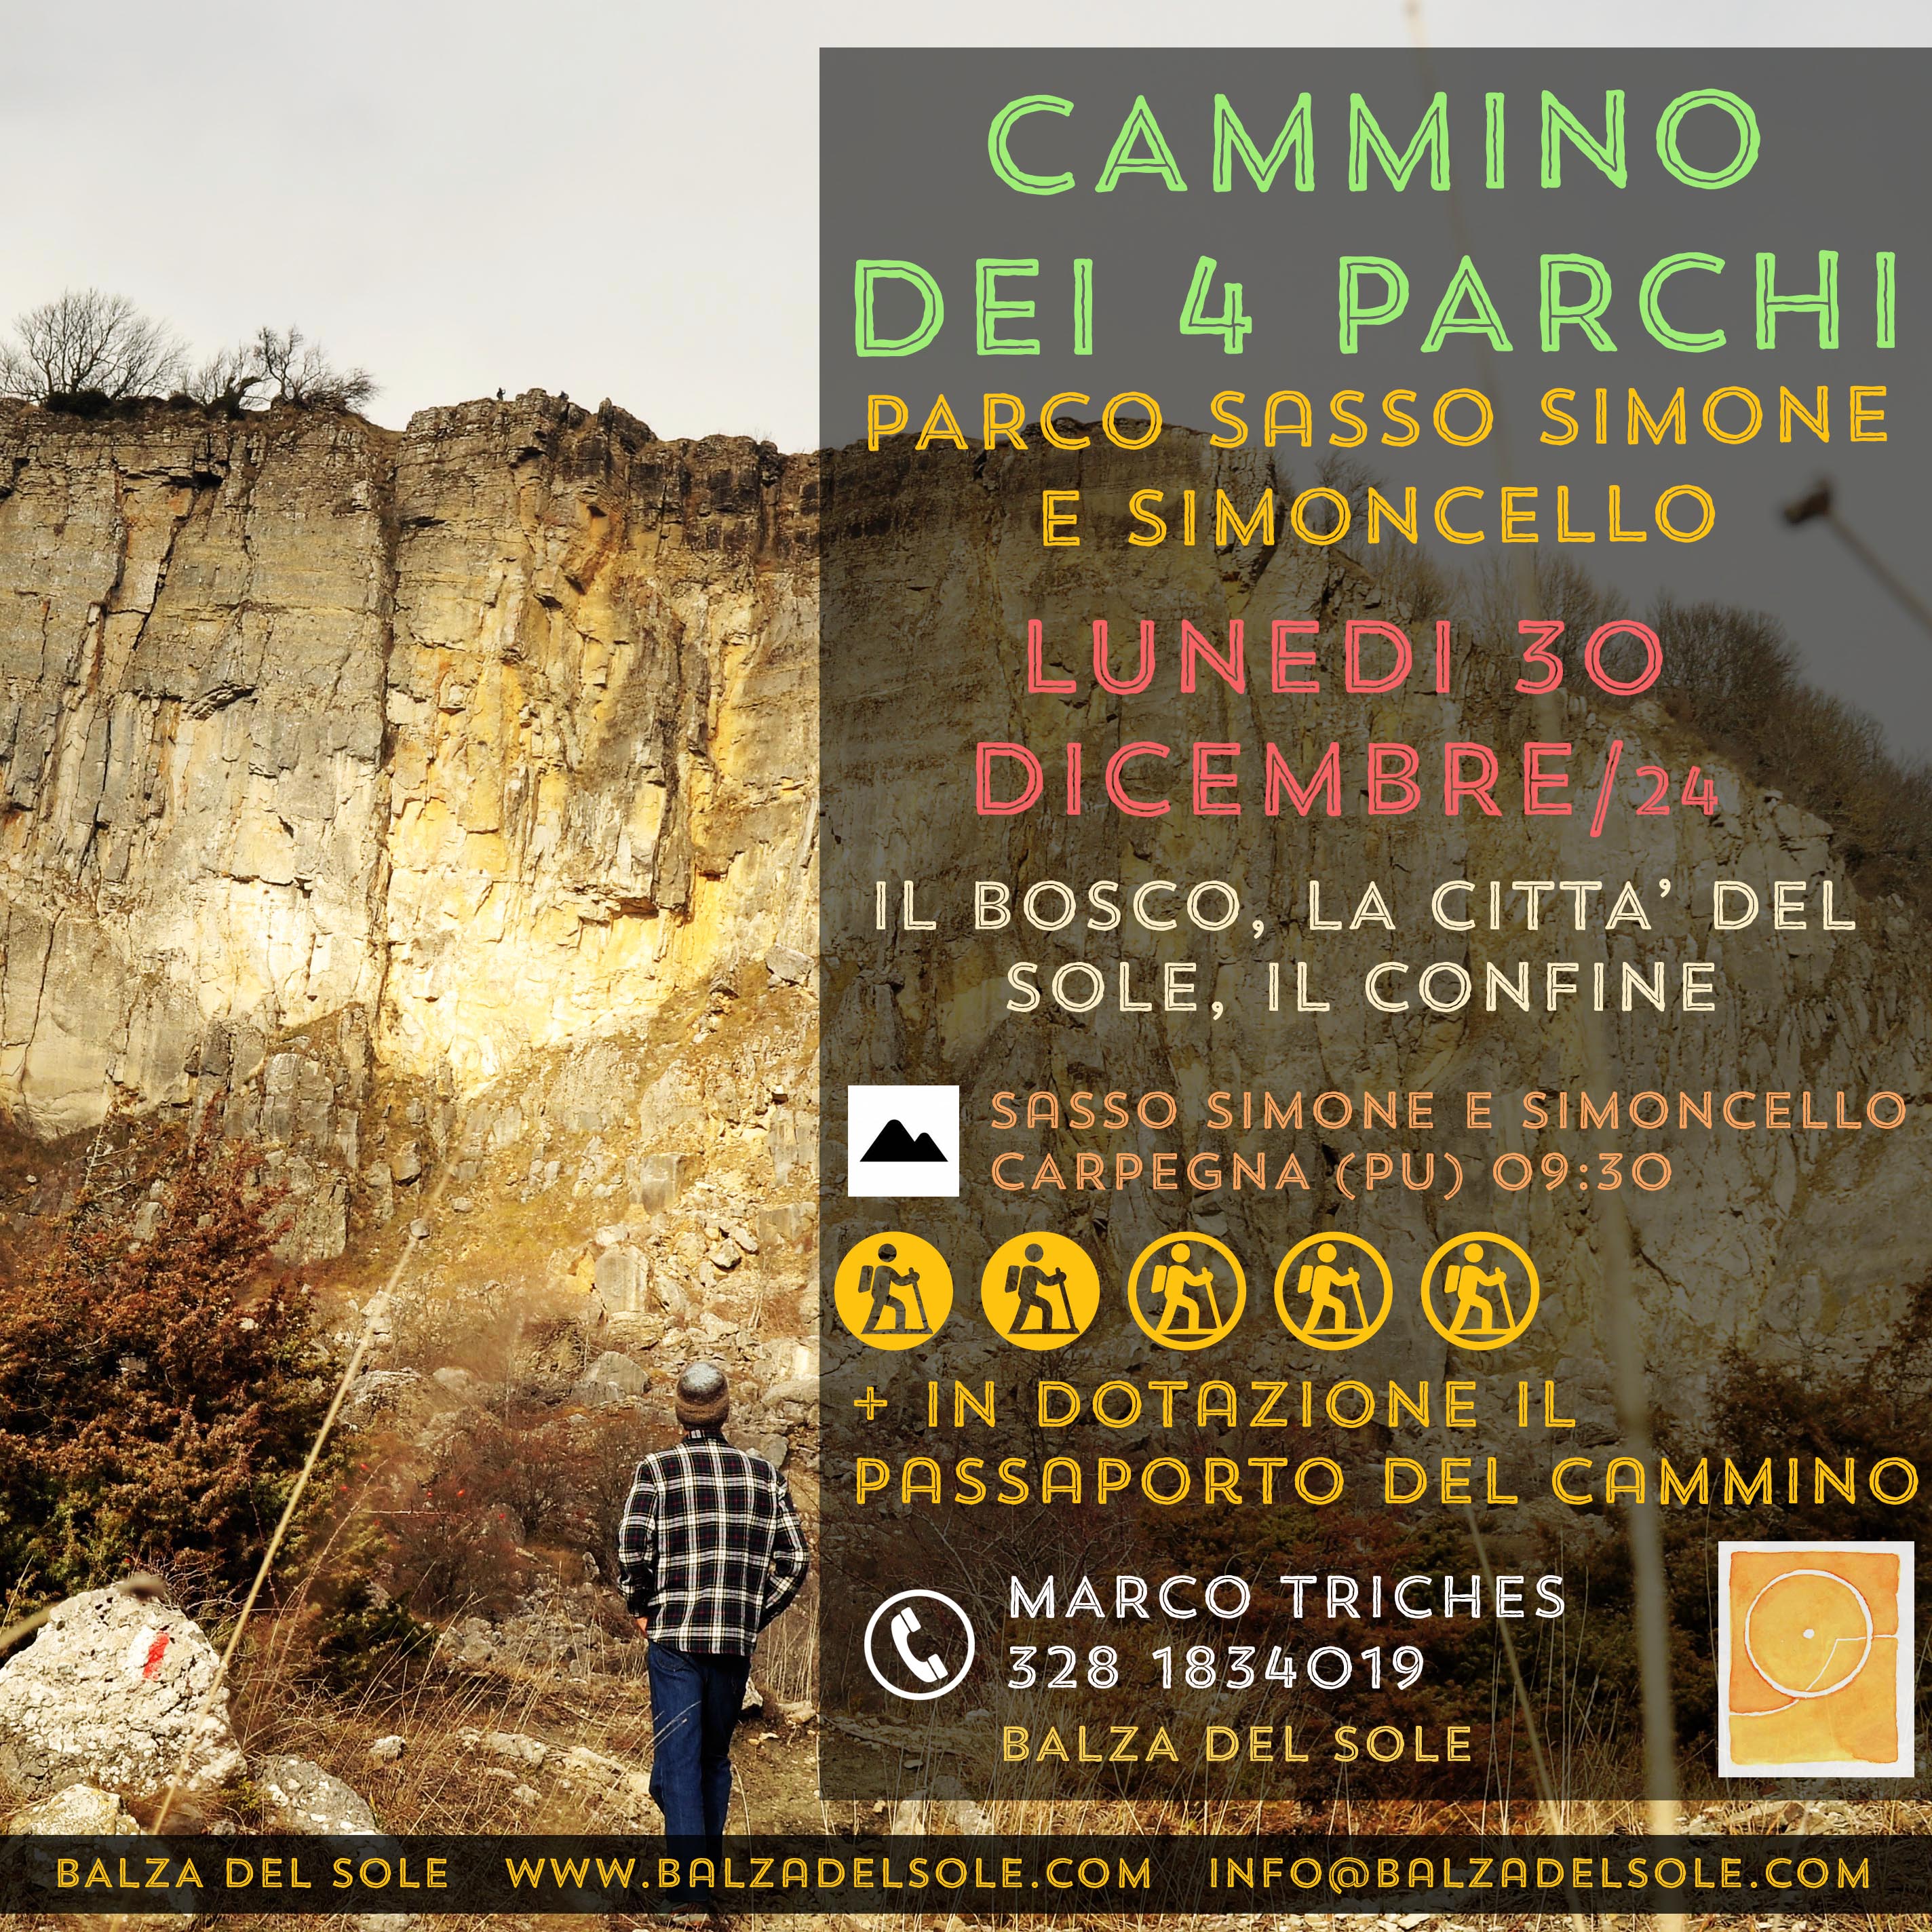 CAMMINO
DEI 4 PARCHI
PARCO SASSO SIMONE
E SIMONCELLO
LUNEDI 30
DICEMBRE/24
IL BOSCO, LA CITTA' DEL
SOLE, IL CONFINE
SASSO SIMONE E SIMONCELLO
CARPEGNA (PU) 09:30
+ IN DOTAZIONE IL
PASSAPORTO DEL CAMMINO
MARCO TRICHES
328 1834019
BALZA DEL SOLE
BALZA DEL SOLE WWW.BALZADELSOLE.COM INFO@BALZADELSOLE.COM